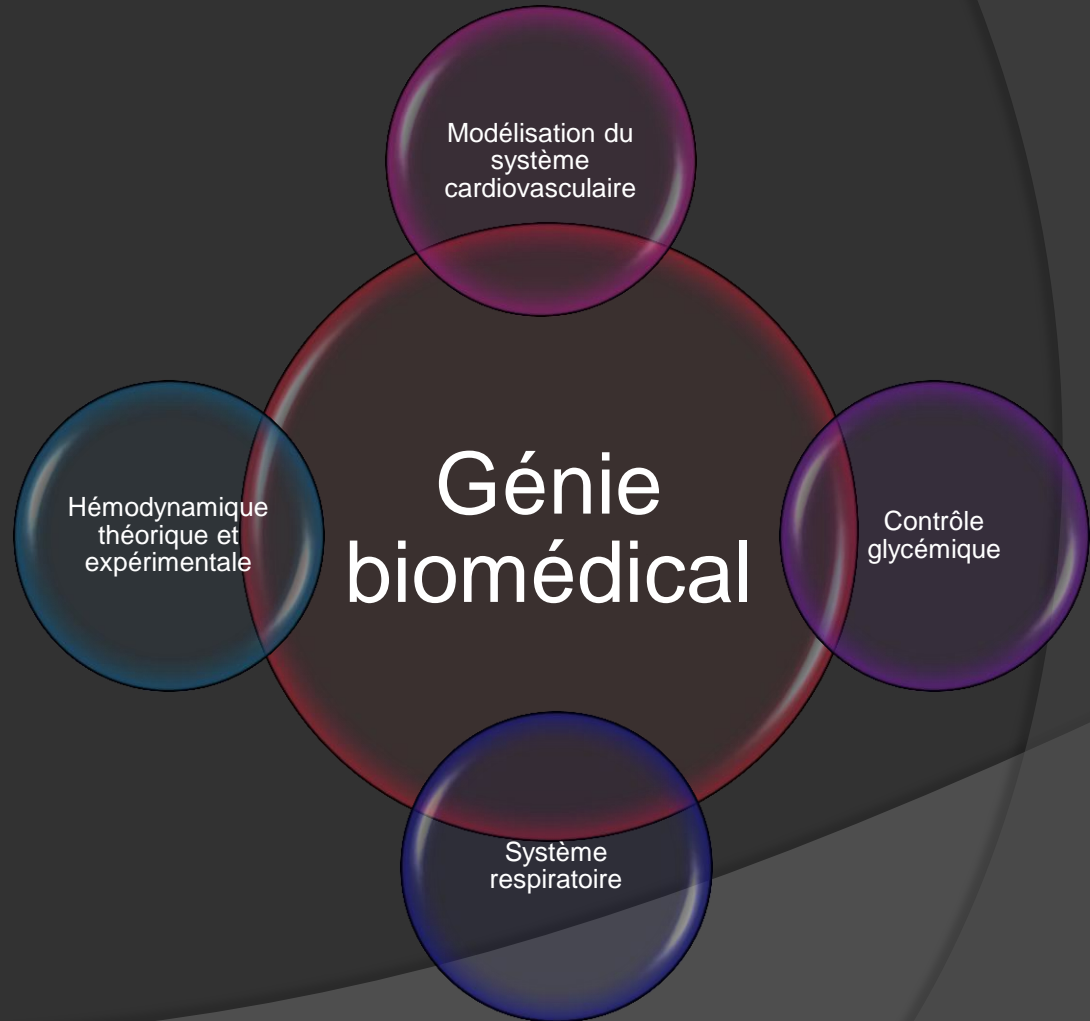 Modélisation du
système
cardiovasculaire
Hémodynamique
théorique et
expérimentale
Génie
biomédical
Contrôle
glycémique
Système
respiratoire